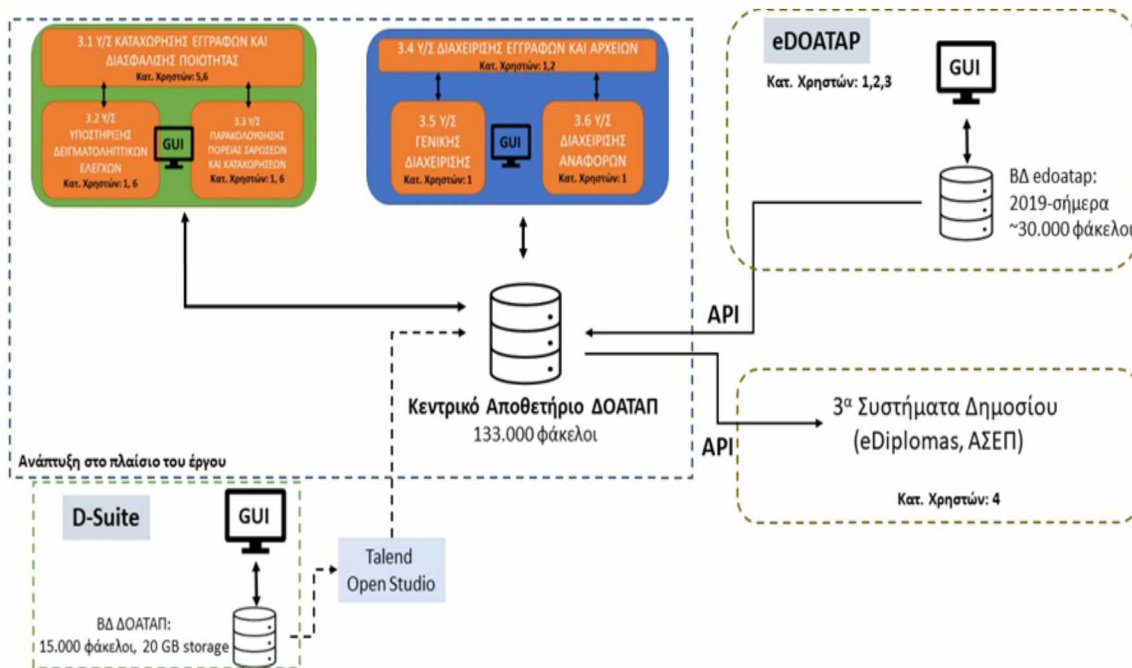 3.1 Υ/Σ ΚΑΤΑΧΩΡΗΣΗΣ ΕΓΓΡΑΦΩΝ ΚΑΙ
ΔΙΑΣΦΑΛΙΣΗΣ ΠΟΙΟΤΗΤΑΣ
Κατ. Χρηστών: 5,6
3.2 Υ/Σ
ΥΠΟΣΤΗΡΙΞΗΣ
ΔΕΙΓΜΑΤΟΛΗΠΤΙΚΩΝ
ΕΛΕΓΧΩΝ
Κατ. Χρηστών: 1, 6
GUI
3.3 Υ/Σ
ΠΑΡΑΚΟΛΟΥΘΗΣΗΣ
ΠΟΡΕΙΑΣ ΣΑΡΩΣΕΩΝ
ΚΑΙ ΚΑΤΑΧΩΡΗΣΕΩΝ
Κατ. Χρηστών: 1, 6
3.4 Υ/Σ ΔΙΑΧΕΙΡΙΣΗΣ ΕΓΓΡΑΦΩΝ ΚΑΙ ΑΡΧΕΙΩΝ
Κατ. Χρηστών: 1,2
3.5 Υ/Σ
ΓΕΝΙΚΗΣ
ΔΙΑΧΕΙΡΙΣΗΣ
Κατ. Χρηστών: 1
GUI
3.6 Υ/Σ
ΔΙΑΧΕΙΡΙΣΗΣ
ΑΝΑΦΟΡΩΝ
Κατ. Χρηστών: 1
eDOATAP
Κατ. Χρηστών: 1,2,3
GUI
ΒΔ edoatap:
2019-σήμερα
~30.000 φάκελοι
API
Κεντρικό Αποθετήριο ΔΟΑΤΑΠ
133.000 φάκελοι
Ανάπτυξη στο πλαίσιο του έργου
API
3α Συστήματα Δημοσίου
(eDiplomas, ΑΣΕΠ)
Κατ. Χρηστών: 4
D-Suite
GUI
ΒΔ ΔΟΑΤΑΠ:
15.000 φάκελοι, 20 GB storage
Talend
Open Studio